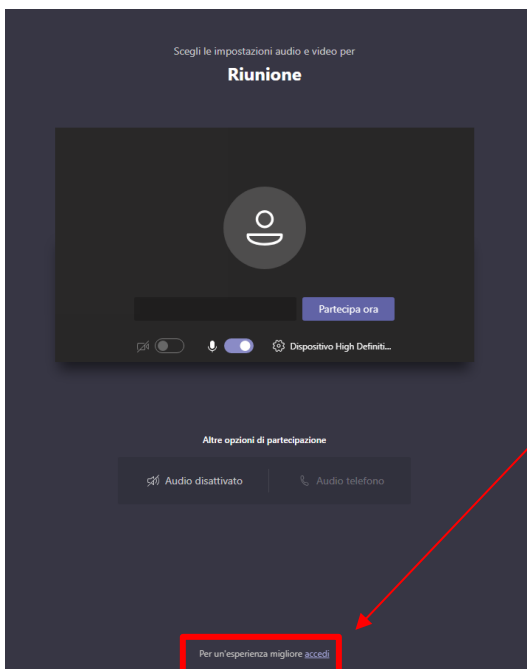 Scegli le impostazioni audio e video per
Riunione
Partecipa ora
Dispositivo High Definiti...
Altre opzioni di partecipazione
Audio disattivato
Audio telefono
Per un'esperienza migliore accedi